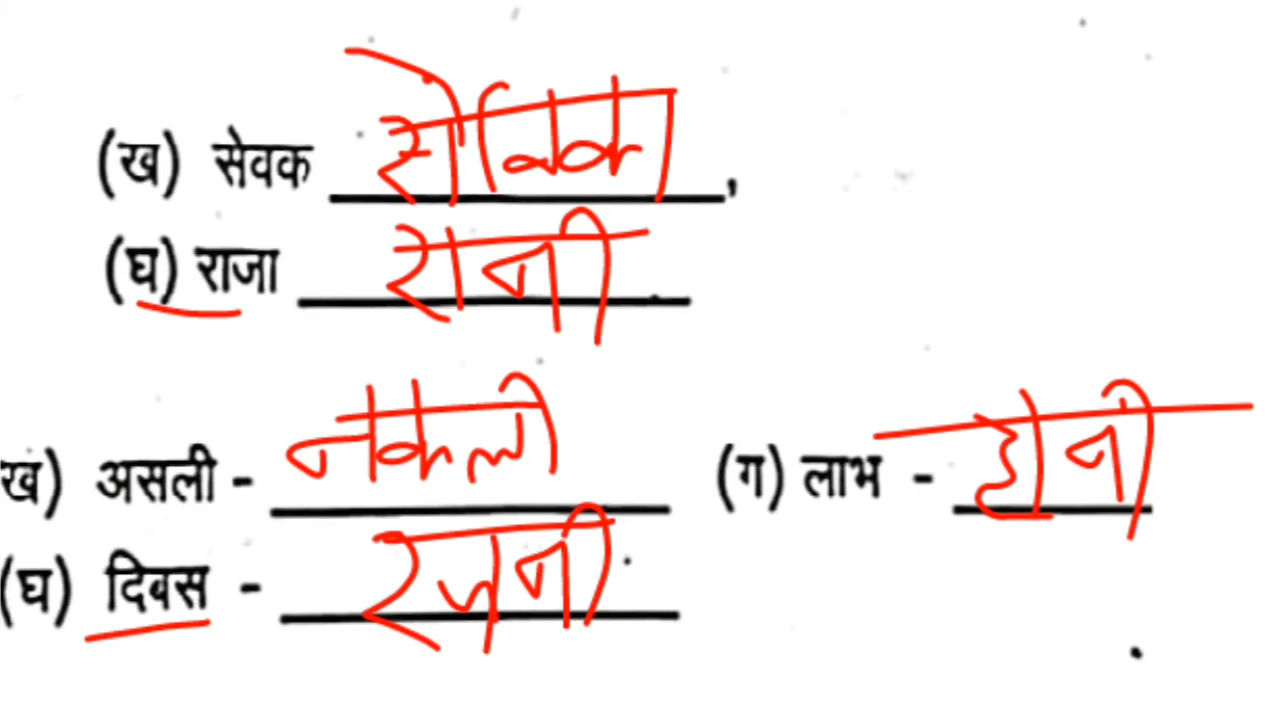 (ख) सेवक सेविका,
(घ) राजा रानी
ख) असली - नकली (ग) लाभ - हानी
(घ) दिवस - रजनी